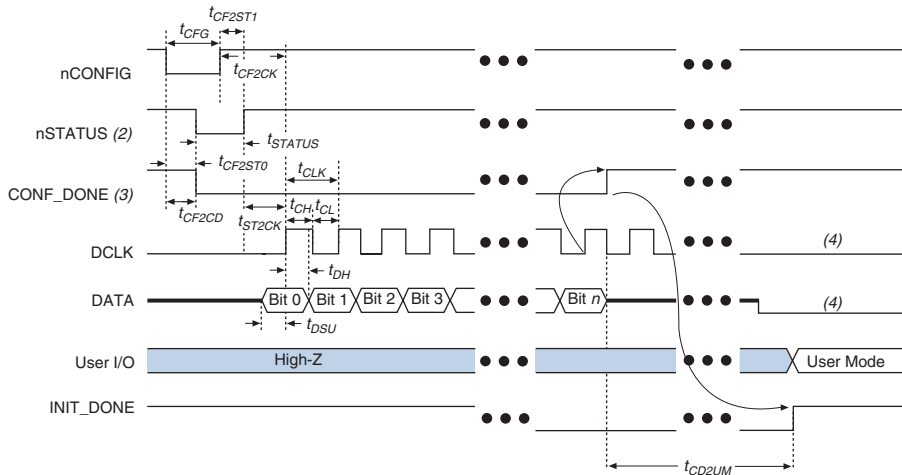 tCF2ST1
tCFG
nCONFIG
tCF2CK
nSTATUS (2)
tSTATUS
tCF2ST0
tCLK
CONF_DONE (3)
tCF2CD
tST2CK
tCH
tCL
DCLK
(4)
tDH
DATA
Bit 0
Bit 1
Bit 2
Bit 3
Bit n
(4)
tDSU
User I/O
High-Z
User Mode
INIT_DONE
tCD2UM